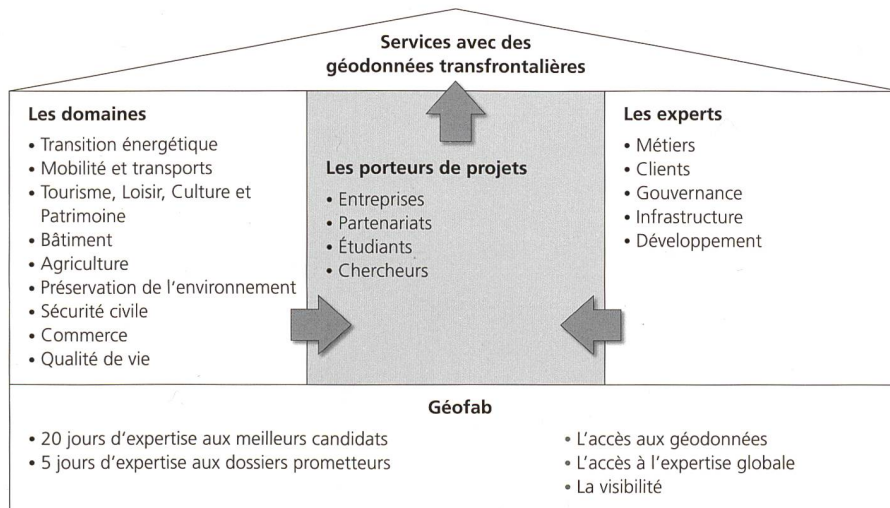 Services avec des
géodonnées transfrontalières
Les domaines
• Transition énergétique
• Mobilité et transports
• Tourisme, Loisir, Culture et
Patrimoine
• Bâtiment
• Agriculture
• Préservation de l'environnement
• Sécurité civile
• Commerce
• Qualité de vie
Les porteurs de projets
• Entreprises
• Partenariats
• Étudiants
• Chercheurs
Les experts
• Métiers
• Clients
• Gouvernance
• Infrastructure
• Développement
Géofab
• 20 jours d'expertise aux meilleurs candidats
• 5 jours d'expertise aux dossiers prometteurs
• L'accès aux géodonnées
• L'accès à l'expertise globale
• La visibilité